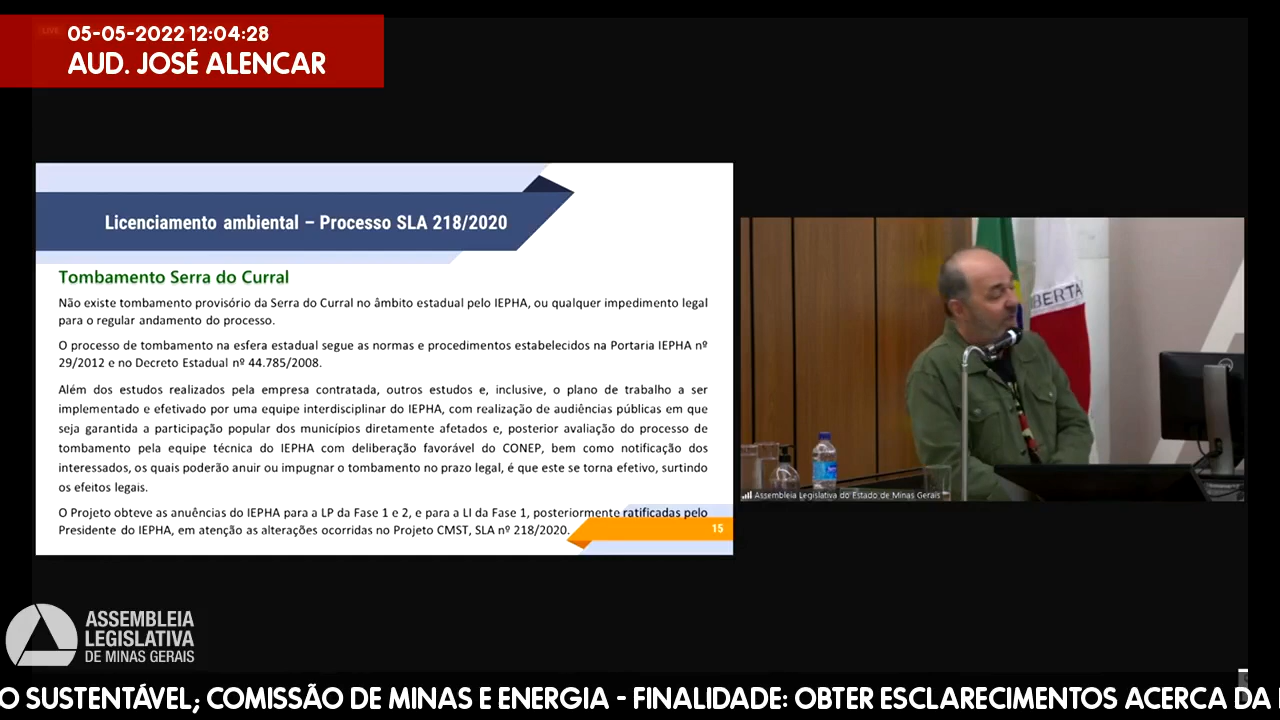 05-05-2022 12:04:28
AUD. JOSÉ ALENCAR
Licenciamento ambiental – Processo SLA 218/2020
Tombamento Serra do Curral
Não existe tombamento provisório da Serra do Curral no âmbito estadual pelo IEPHA, ou qualquer impedimento legal
para o regular andamento do processo.
O processo de tombamento na esfera estadual segue as normas e procedimentos estabelecidos na Portaria IEPHA nº
29/2012 e no Decreto Estadual nº 44.785/2008.
Além dos estudos realizados pela empresa contratada, outros estudos e, inclusive, o plano de trabalho a ser
implementado e efetivado por uma equipe interdisciplinar do IEPHA, com realização de audiências públicas em que
seja garantida a participação popular dos municípios diretamente afetados e, posterior avaliação do processo de
tombamento pela equipe técnica do IEPHA com deliberação favorável do CONEP, bem como notificação dos
interessados, os quais poderão anuir ou impugnar o tombamento no prazo legal, é que este se torna efetivo, surtindo
os efeitos legais.
O Projeto obteve as anuências do IEPHA para a LP da Fase 1 e 2, e para a LI da Fase 1, posteriormente ratificadas pelo
Presidente do IEPHA, em atenção as alterações ocorridas no Projeto CMST, SLA nº 218/2020.
15
BERTA
Assembleia Legislativa do Estado de Minas Gerais
ASSEMBLEIA
LEGISLATIVA
DE MINAS GERAIS
O SUSTENTÁVEL; COMISSÃO DE MINAS E ENERGIA - FINALIDADE: OBTER ESCLARECIMENTOS ACERCA DA